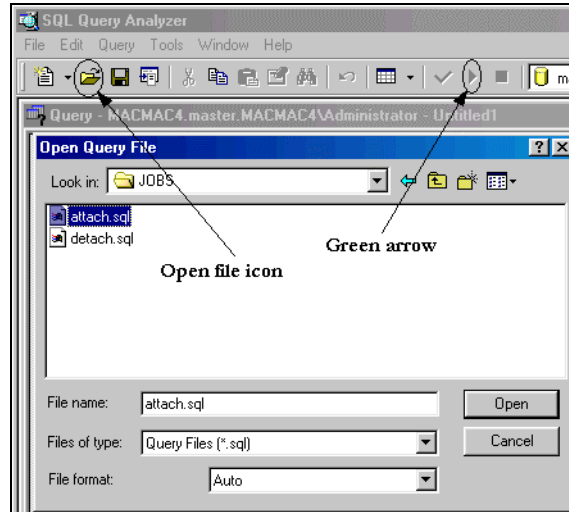 SQL Query Analyzer
File Edit Query Tools Window Help
m
Query - MACMAC4.master.MACMAC4\Administrator - Untitled1
Open Query File
Look in: JOBS
attach.sql
detach.sql
Open file icon
Green arrow
File name: attach.sql Open
Files of type: Query Files (*.sql) Cancel
File format: Auto